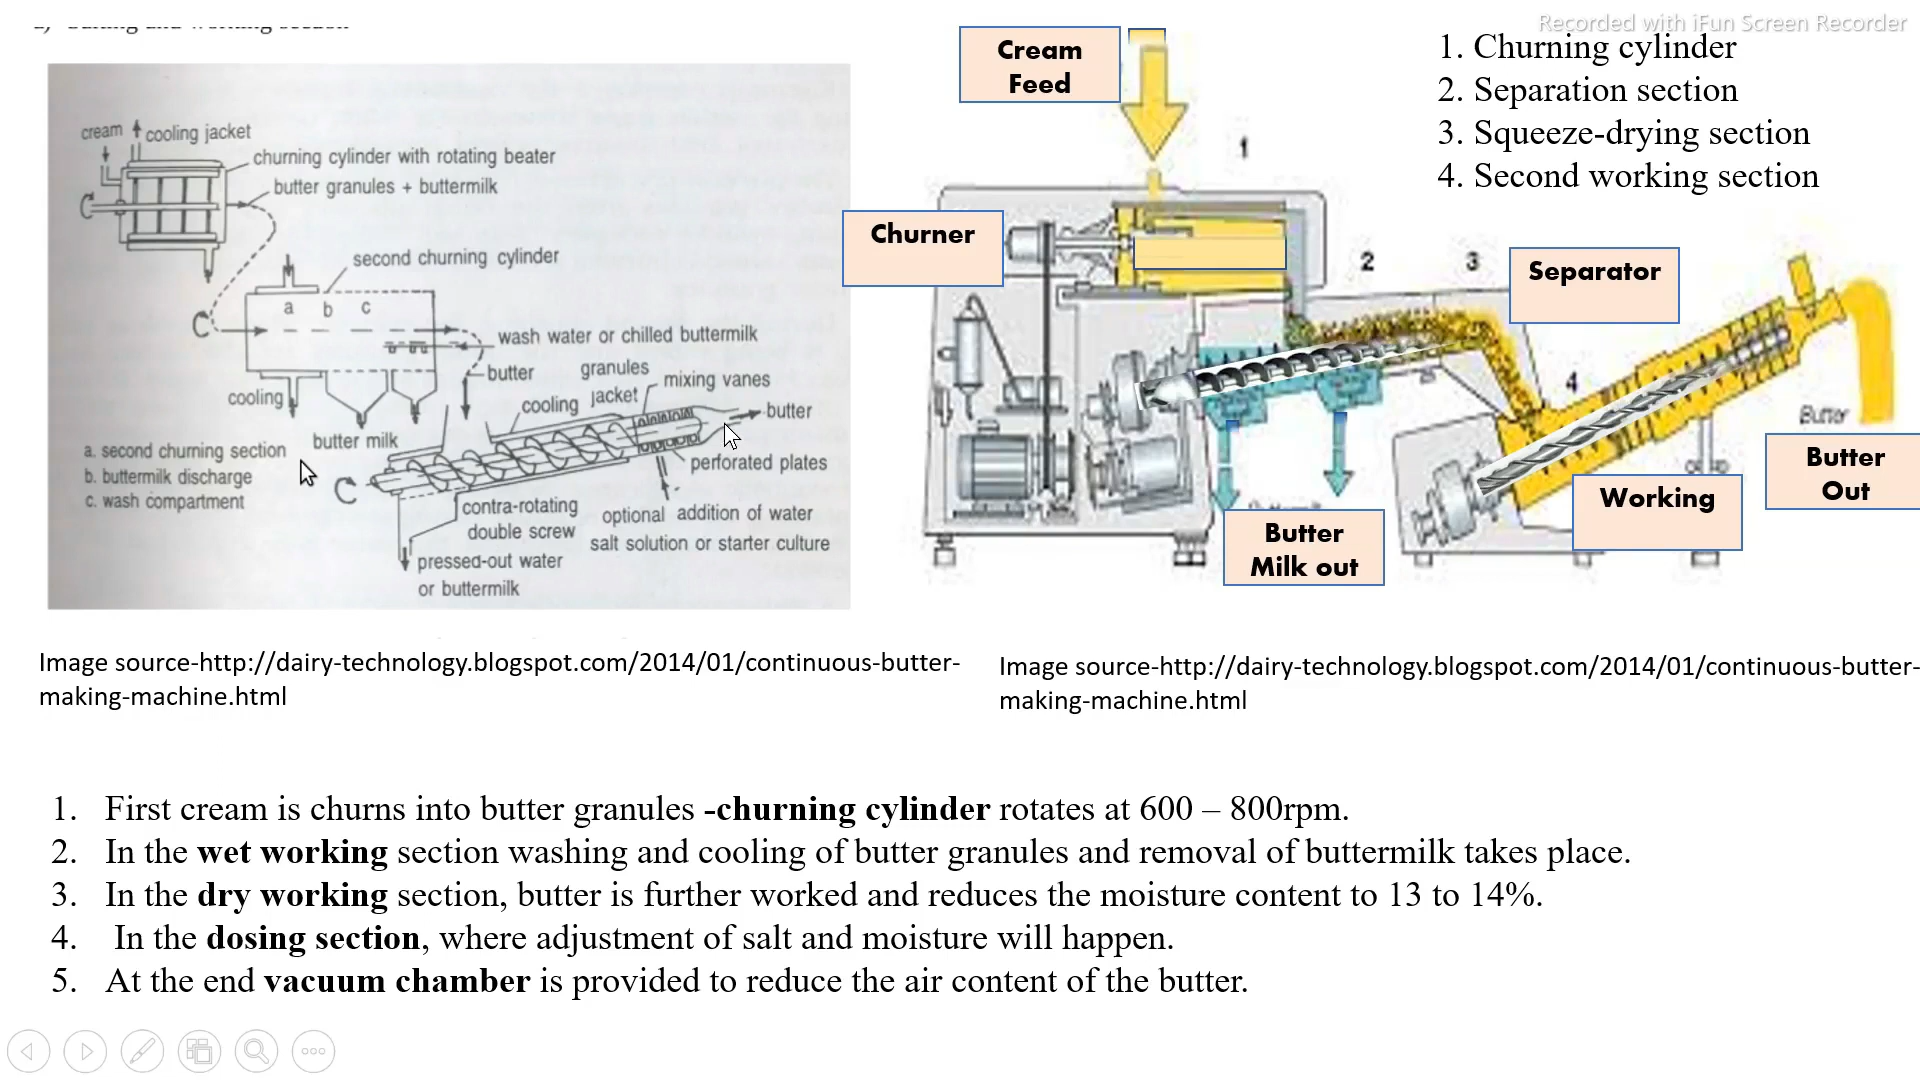 Recorded with iFun Screen Recorder
1. Churning cylinder
2. Separation section
3. Squeeze-drying section
4. Second working section
cream
cooling jacket
churning cylinder with rotating beater
butter granules + buttermilk
second churning cylinder
a b c
wash water or chilled buttermilk
butter granules
cooling
butter milk
cooling jacket
mixing vanes
butter
perforated plates
a. second churning section
b. buttermilk discharge
c. wash compartment
contra-rotating
double screw
optional addition of water
salt solution or starter culture
pressed-out water
or buttermilk
Cream
Feed
1
Churner
2
3
Separator
4
Butter
Butter
Out
Working
Butter
Milk out
Image source-http://dairy-technology.blogspot.com/2014/01/continuous-butter-
making-machine.html
Image source-http://dairy-technology.blogspot.com/2014/01/continuous-butter-
making-machine.html
1. First cream is churns into butter granules -churning cylinder rotates at 600 – 800rpm.
2. In the wet working section washing and cooling of butter granules and removal of buttermilk takes place.
3. In the dry working section, butter is further worked and reduces the moisture content to 13 to 14%.
4. In the dosing section, where adjustment of salt and moisture will happen.
5. At the end vacuum chamber is provided to reduce the air content of the butter.